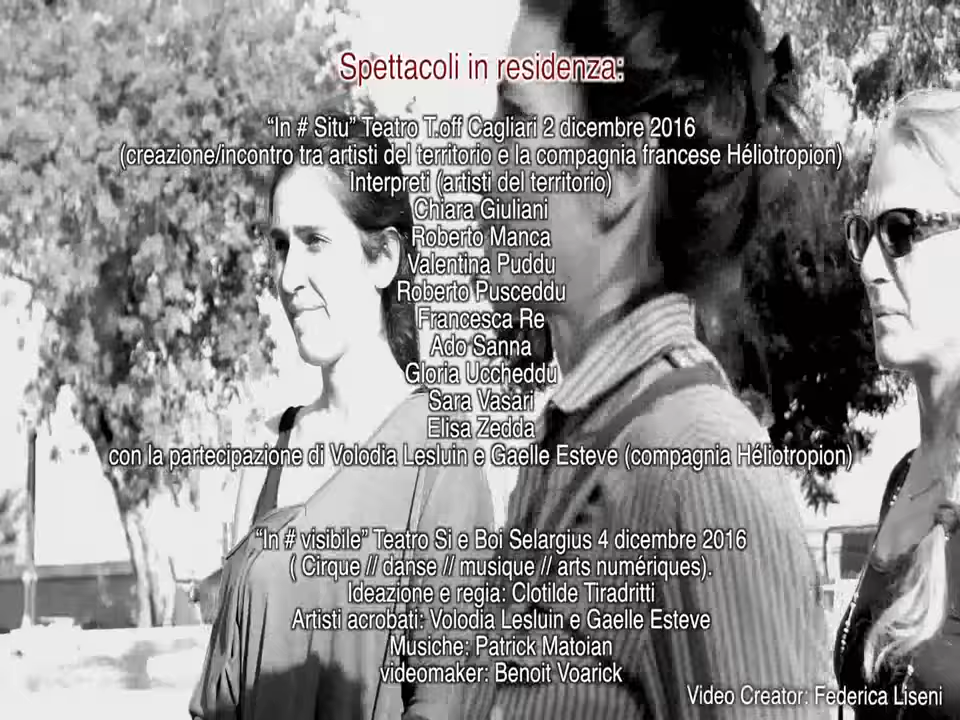 Spettacoli in residenza:
“In # Situ” Teatro T.off Cagliari 2 dicembre 2016
(creazione/incontro tra artisti del territorio e la compagnia francese Héliotropion)
Interpreti (artisti del territorio)
Chiara Giuliani
Roberto Manca
Valentina Puddu
Roberto Pusceddu
Francesca Re
Ado Sanna
Gloria Uccheddu
Sara Vasari
Elisa Zedda
con la partecipazione di Volodia Lesluin e Gaelle Esteve (compagnia Héliotropion)
“In # visibile” Teatro Si e Boi Selargius 4 dicembre 2016
( Cirque // danse // musique // arts numériques).
Ideazione e regia: Clotilde Tiradritti
Artisti acrobati: Volodia Lesluin e Gaelle Esteve
Musiche: Patrick Matoian
videomaker: Benoit Voarick
Video Creator: Federica Liseni